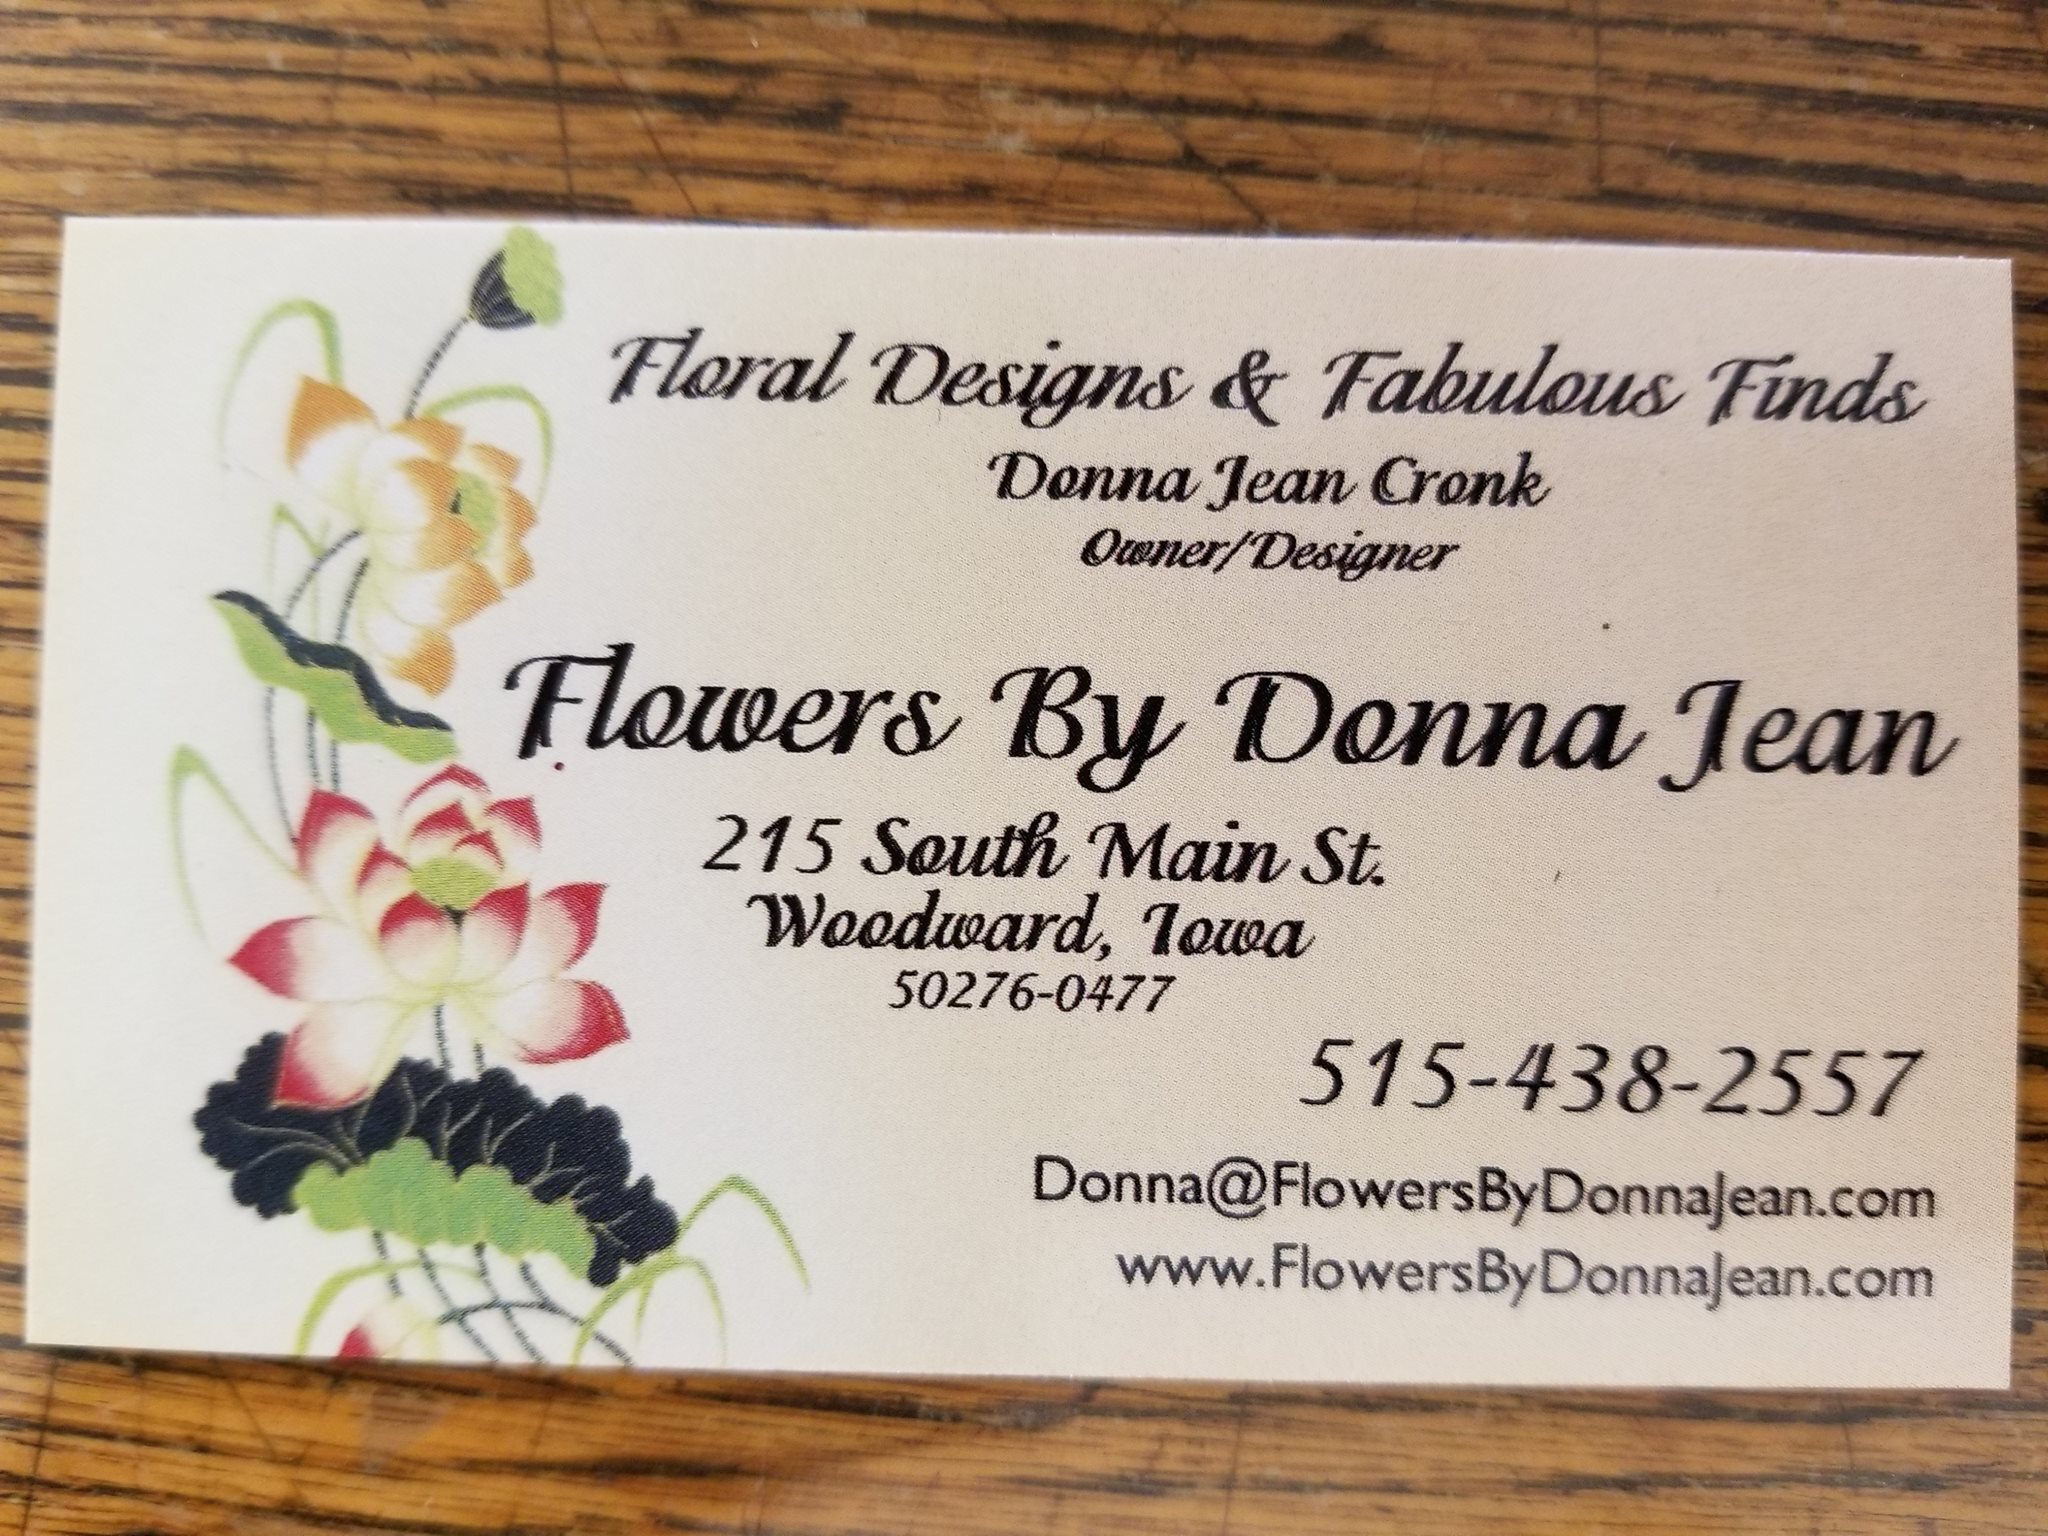 Floral Designs & Fabulous Finds
Donna Jean Cronk
Owner/Designer
Flowers By Donna Jean
215 South Main St.
Woodward, Iowa
50276-0477
515-438-2557
Donna@FlowersByDonnaJean.com
www.FlowersByDonnaJean.com